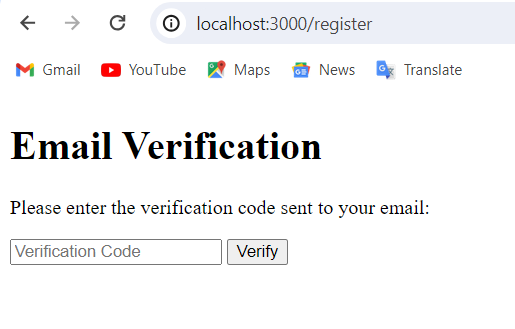 localhost:3000/register
Gmail YouTube Maps News Translate
Email Verification
Please enter the verification code sent to your email:
Verification Code Verify